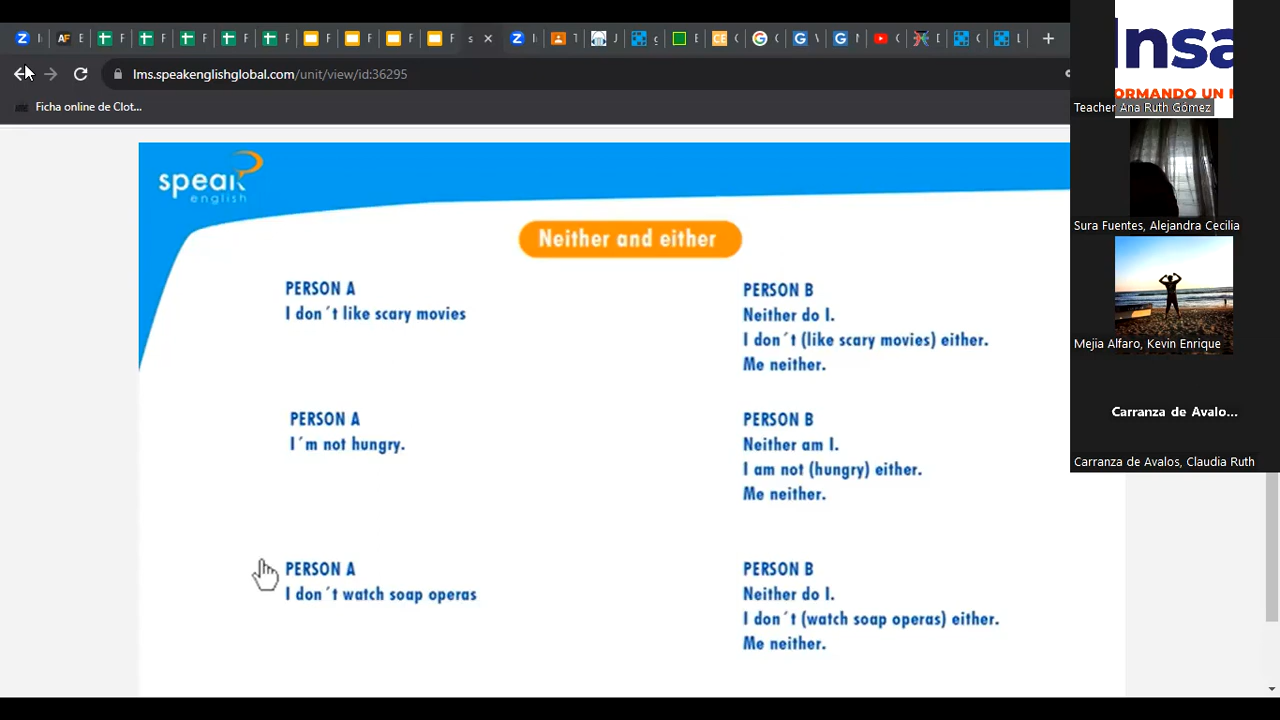 lms.speakenglishglobal.com/unit/view/id:36295
Ficha online de Clot...
speak
english
Neither and either
PERSON A
I don´t like scary movies
PERSON B
Neither do I.
I don´t (like scary movies) either.
Me neither.
PERSON A
I´m not hungry.
PERSON B
Neither am I.
I am not (hungry) either.
Me neither.
PERSON A
I don´t watch soap operas
PERSON B
Neither do I.
I don´t (watch soap operas) either.
Me neither.
Insa
ORMANDO UN
Teacher Ana Ruth Gómez
Sura Fuentes, Alejandra Cecilia
Mejia Alfaro, Kevin Enrique
Carranza de Avalo...
Carranza de Avalos, Claudia Ruth